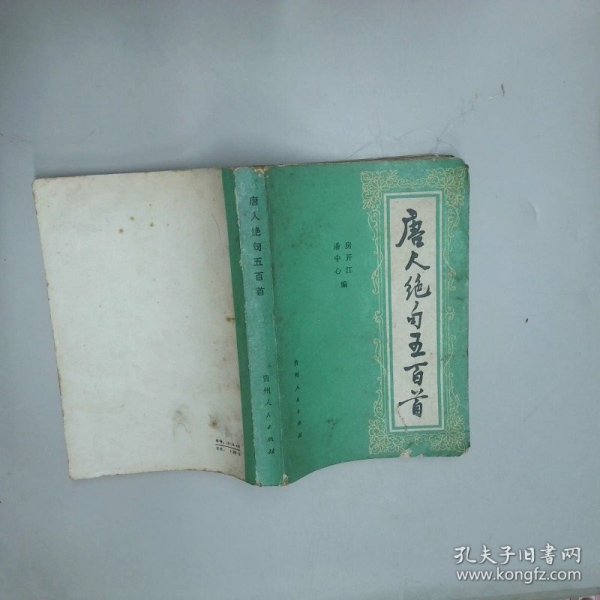 唐人绝句五百首
房开江
潘中心 编
贵州人民出版社
唐人绝句五百首
贵州人民出版社
孔夫子旧书网
www.kongfz.com